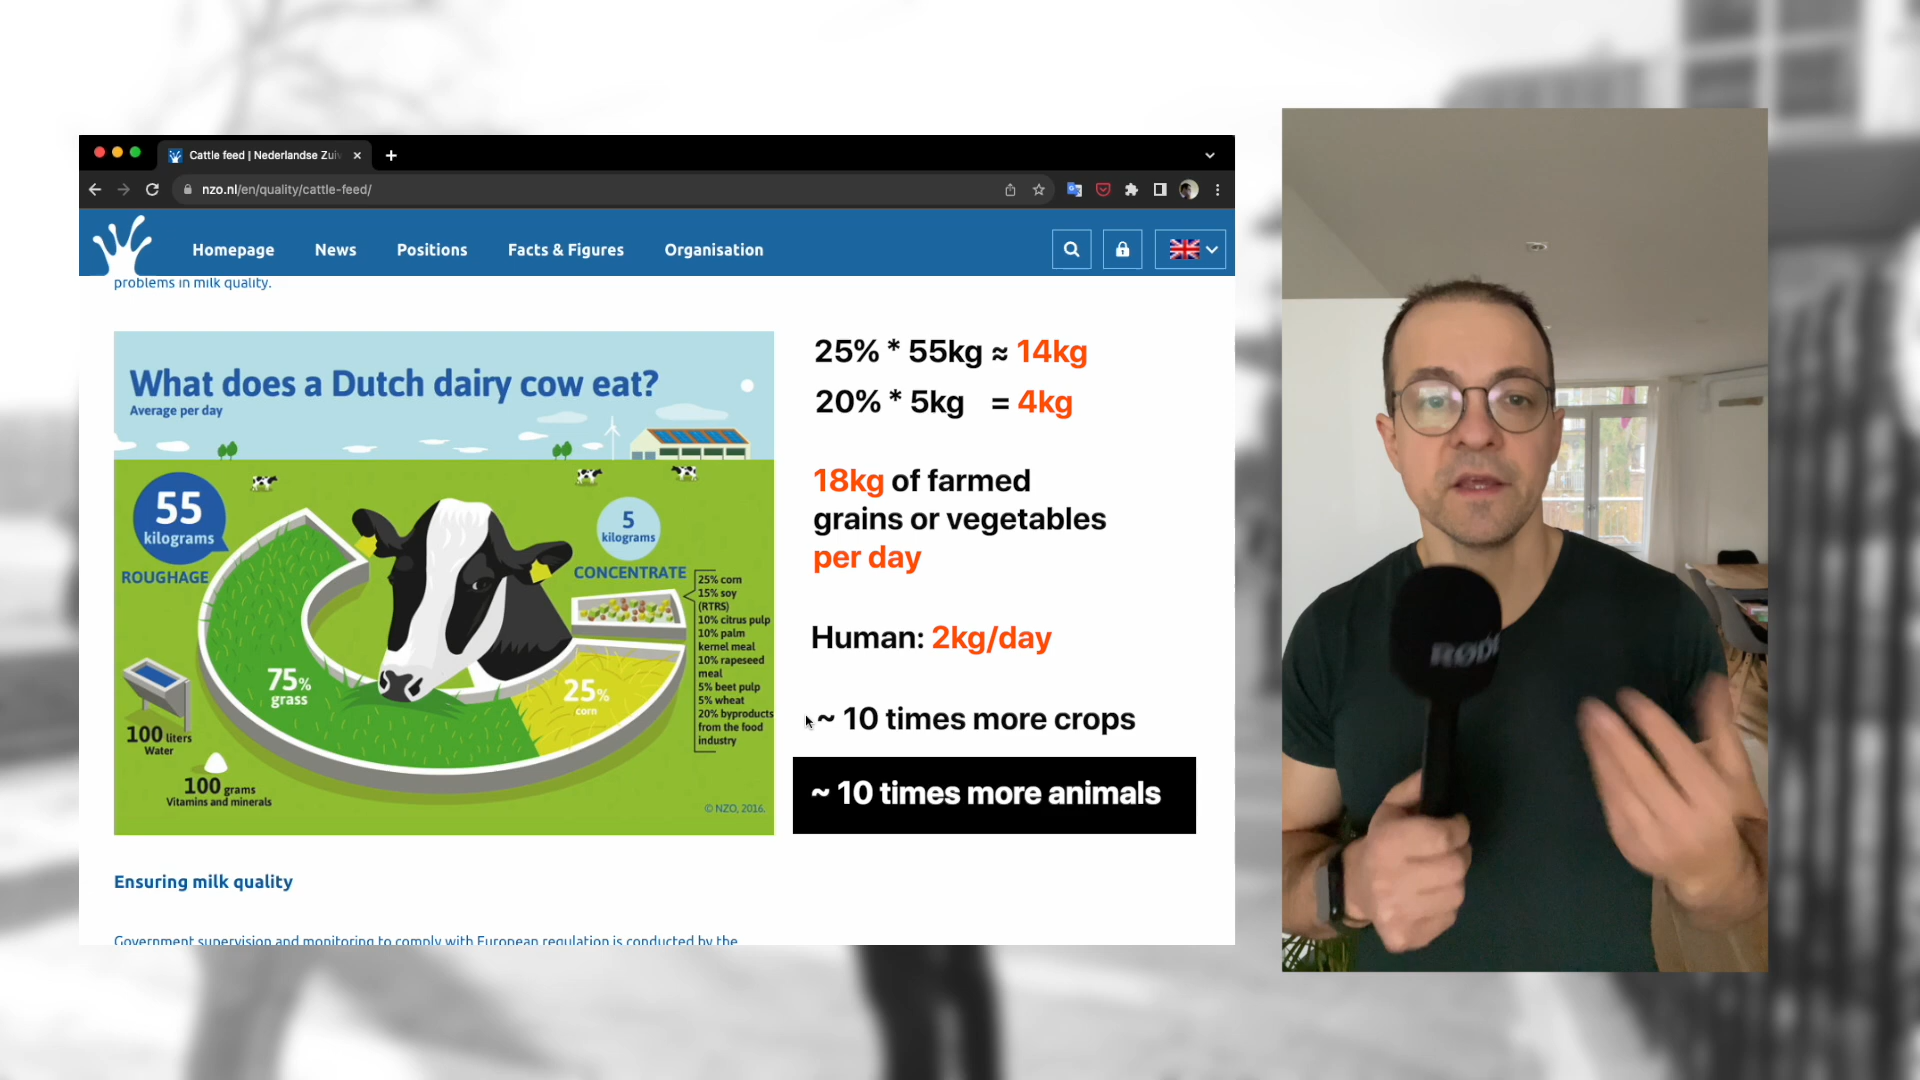 Cattle feed | Nederlandse Zui
nzo.nl/en/quality/cattle-feed/
Homepage
News
Positions
Facts & Figures
Organisation
problems in milk quality.
What does a Dutch dairy cow eat?
Average per day
55
kilograms
ROUGHAGE
5
kilograms
CONCENTRATE
25% corn
15% soy
(RTRS)
10% citrus pulp
10% palm
kernel meal
10% rapeseed
meal
5% beet pulp
5% wheat
20% byproducts
from the food
industry
75%
grass
25%
corn
100 liters
Water
100 grams
Vitamins and minerals
© NZO, 2016.
25% * 55kg ≈ 14kg
20% * 5kg = 4kg
18kg of farmed
grains or vegetables
per day
Human: 2kg/day
~ 10 times more crops
~ 10 times more animals
Ensuring milk quality
Government supervision and monitoring to comply with European regulation is conducted by the
RØDE